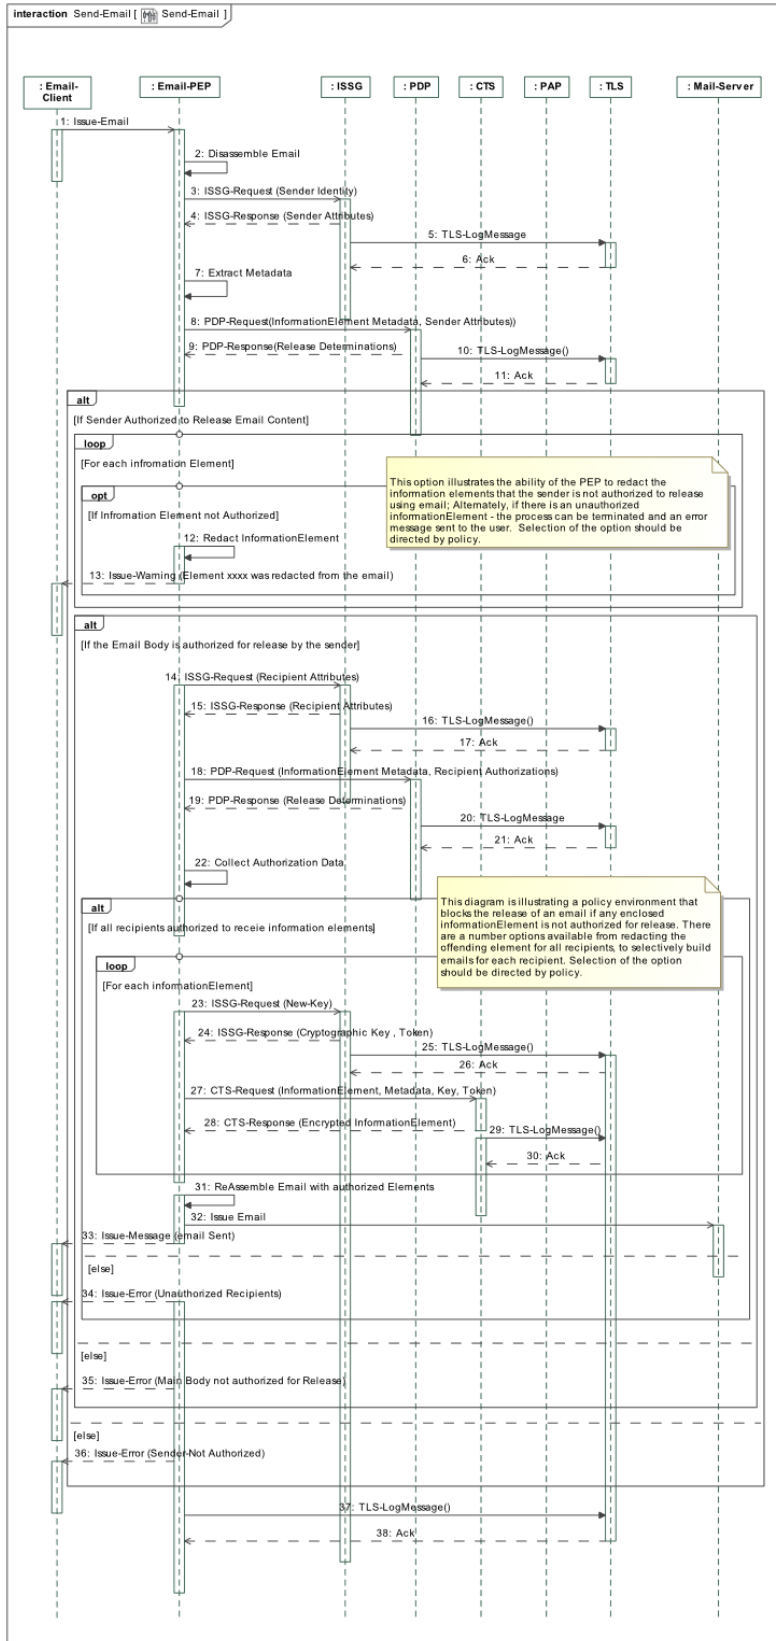 interaction Send-Email [ Send-Email ]
: Email-
Client
: Email-PEP
: ISSG
: PDP
: CTS
: PAP
: TLS
: Mail-Server
1: Issue-Email
2: Disassemble Email
3: ISSG-Request (Sender Identity)
4: ISSG-Response (Sender Attributes)
5: TLS-LogMessage
6: Ack
7: Extract Metadata
8: PDP-Request(InformationElement Metadata, Sender Attributes))
9: PDP-Response(Release Determinations)
10: TLS-LogMessage()
11: Ack
alt
[If Sender Authorized to Release Email Content]
loop
[For each infromation Element]
This option illustrates the ability of the PEP to redact the
information elements that the sender is not authorized to release
using email; Alternately, if there is an unauthorized
informationElement - the process can be terminated and an error
message sent to the user.  Selection of the option should be
directed by policy.
opt
[If Infromation Element not Authorized]
12: Redact InformationElement
13: Issue-Warning (Element xxxx was redacted from the email)
alt
[If the Email Body is authorized for release by the sender]
14: ISSG-Request (Recipient Attributes)
15: ISSG-Response (Recipient Attributes)
16: TLS-LogMessage()
17: Ack
18: PDP-Request (InformationElement Metadata, Recipient Authorizations)
19: PDP-Response (Release Determinations)
20: TLS-LogMessage
21: Ack
22: Collect Authorization Data
This diagram is illustrating a policy environment that
blocks the release of an email if any enclosed
informationElement is not authorized for release. There
are a number options available from redacting the
offending element for all recipients, to selectively build
emails for each recipient. Selection of the option
should be directed by policy.
alt
[If all recipients authorized to receie information elements]
loop
[For each informationElement]
23: ISSG-Request (New-Key)
24: ISSG-Response (Cryptographic Key , Token)
25: TLS-LogMessage()
26: Ack
27: CTS-Request (InformationElement, Metadata, Key, Token)
28: CTS-Response (Encrypted InformationElement)
29: TLS-LogMessage()
30: Ack
31: ReAssemble Email with authorized Elements
32: Issue Email
33: Issue-Message (email Sent)
[else]
34: Issue-Error (Unauthorized Recipients)
[else]
35: Issue-Error (Main Body not authorized for Release)
[else]
36: Issue-Error (Sender-Not Authorized)
37: TLS-LogMessage()
38: Ack